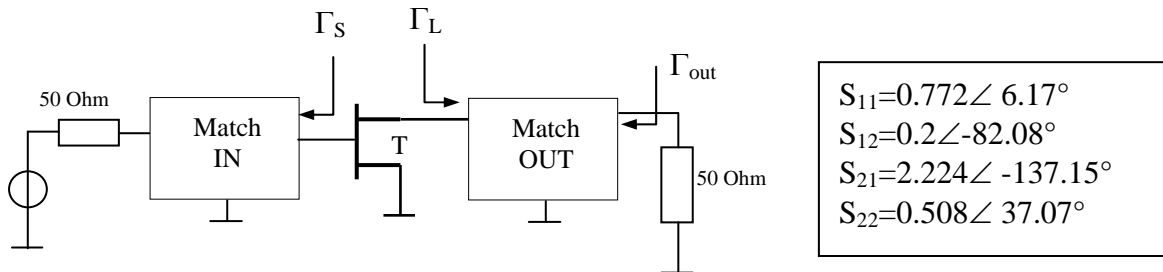 Γ_S
Γ_L
Γ_out
50 Ohm
Match
IN
T
Match
OUT
50 Ohm
S₁₁=0.772∠ 6.17°
S₁₂=0.2∠-82.08°
S₂₁=2.224∠ -137.15°
S₂₂=0.508∠ 37.07°